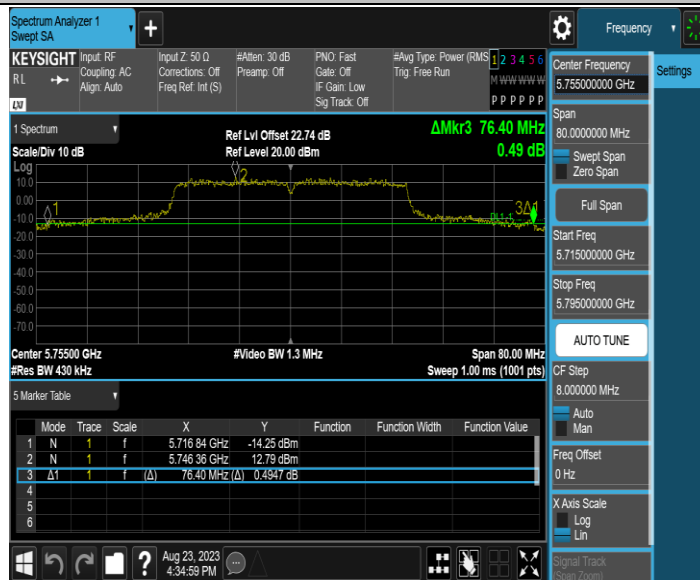 Spectrum Analyzer 1
Swept SA
Frequency
KEYSIGHT
Input: RF
Coupling: AC
Align: Auto
Input Z: 50 Ω
Corrections: Off
Freq Ref: Int (S)
#Atten: 30 dB
Preamp: Off
PNO: Fast
Gate: Off
IF Gain: Low
Sig Track: Off
#Avg Type: Power (RMS
Trig: Free Run
1 2 3 4 5 6
M W W W W W
P P P P P P
R L
LXI
1 Spectrum
Scale/Div 10 dB
Log
Ref Lvl Offset 22.74 dB
Ref Level 20.00 dBm
ΔMkr3 76.40 MHz
0.49 dB
10.0
0.00
-10.0
-20.0
-30.0
-40.0
-50.0
-60.0
-70.0
1
2
3Δ1
Center 5.75500 GHz
#Video BW 1.3 MHz
Span 80.00 MHz
#Res BW 430 kHz
Sweep 1.00 ms (1001 pts)
5 Marker Table
Mode Trace Scale X Y Function Function Width Function Value
1 N 1 f 5.716 84 GHz -14.25 dBm
2 N 1 f 5.746 36 GHz 12.79 dBm
3 Δ1 1 f (Δ) 76.40 MHz (Δ) 0.4947 dB
4
5
6
Aug 23, 2023
4:34:59 PM
Center Frequency
5.755000000 GHz
Span
80.0000000 MHz
Swept Span
Zero Span
Full Span
Start Freq
5.715000000 GHz
Stop Freq
5.795000000 GHz
AUTO TUNE
CF Step
8.000000 MHz
Auto
Man
Freq Offset
0 Hz
X Axis Scale
Log
Lin
Signal Track
(Span Zoom)
Settings